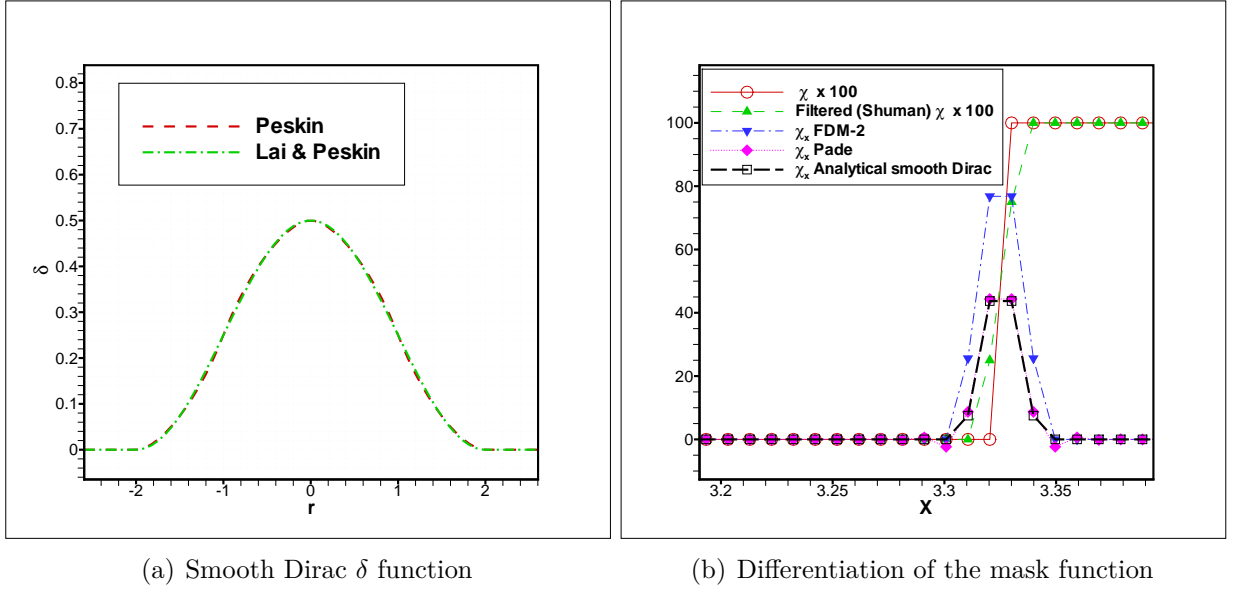 0.8
0.7
0.6
0.5
0.4
0.3
0.2
0.1
0
δ
-2
-1
0
1
2
r
Peskin
Lai & Peskin
(a) Smooth Dirac δ function
100
80
60
40
20
0
3.2
3.25
3.3
3.35
X
χ x 100
Filtered (Shuman) χ x 100
χx FDM-2
χx Pade
χx Analytical smooth Dirac
(b) Differentiation of the mask function